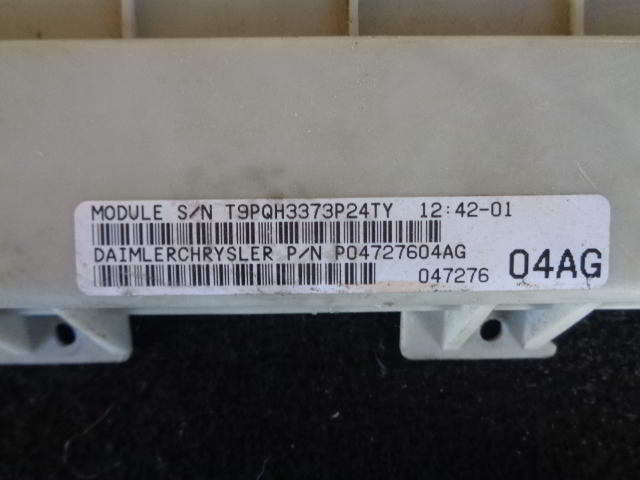 MODULE S/N T9PQH3373P24TY 12:42-01
DAIMLERCHRYSLER P/N P04727604AG
047276 04AG